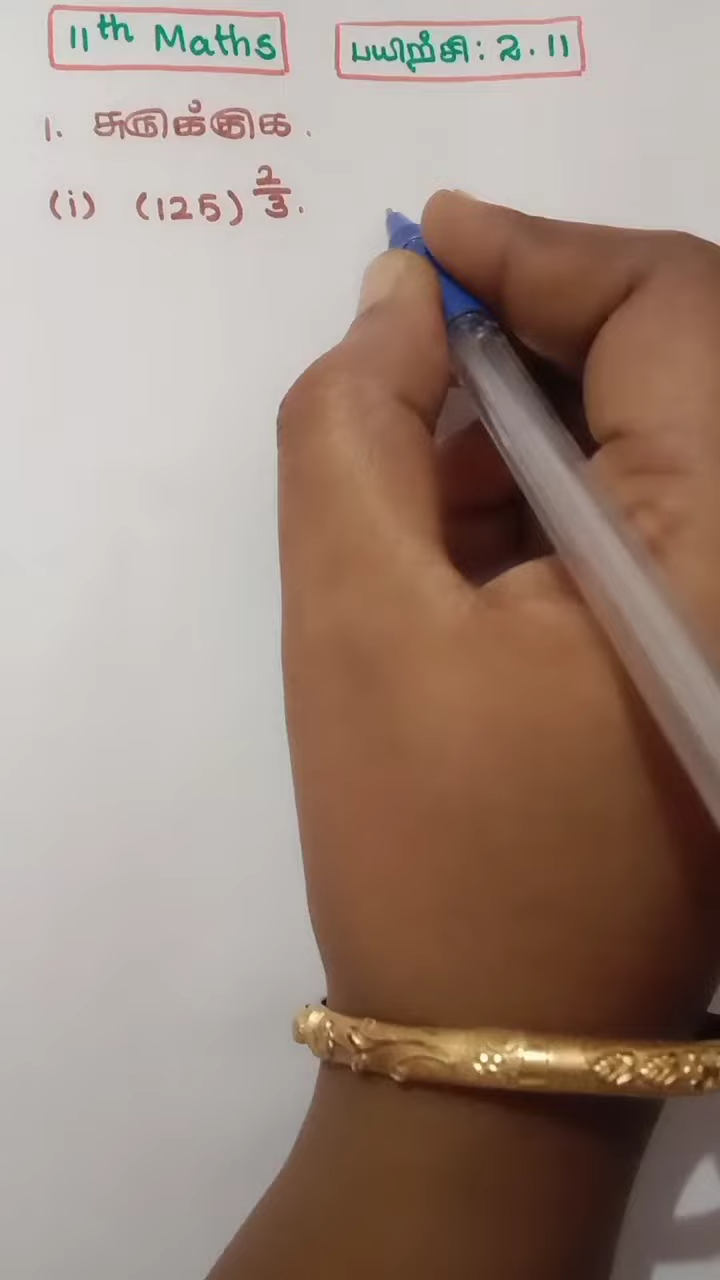 11th Maths பயிற்சி: 2.11
1. சுருக்குக.
(i) (125)^2/3.